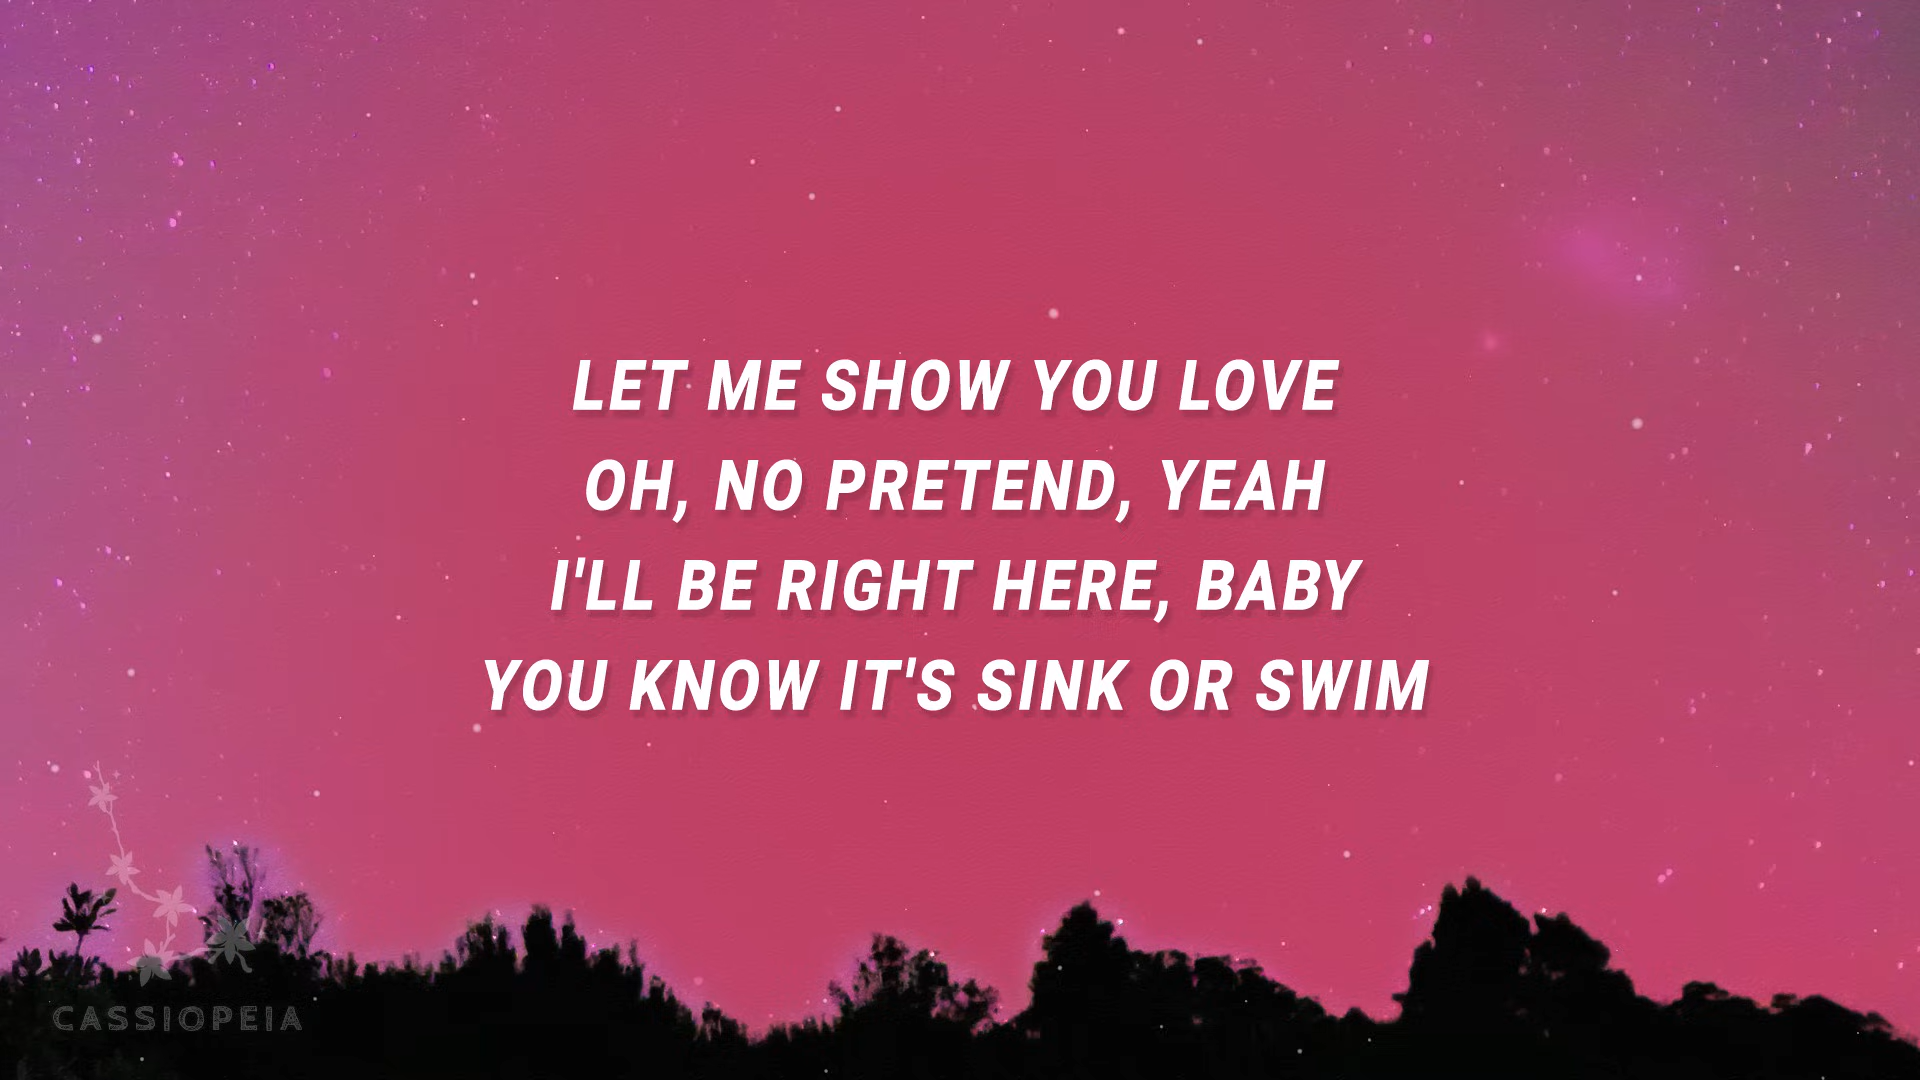 LET ME SHOW YOU LOVE
OH, NO PRETEND, YEAH
I'LL BE RIGHT HERE, BABY
YOU KNOW IT'S SINK OR SWIM
CASSIOPEIA